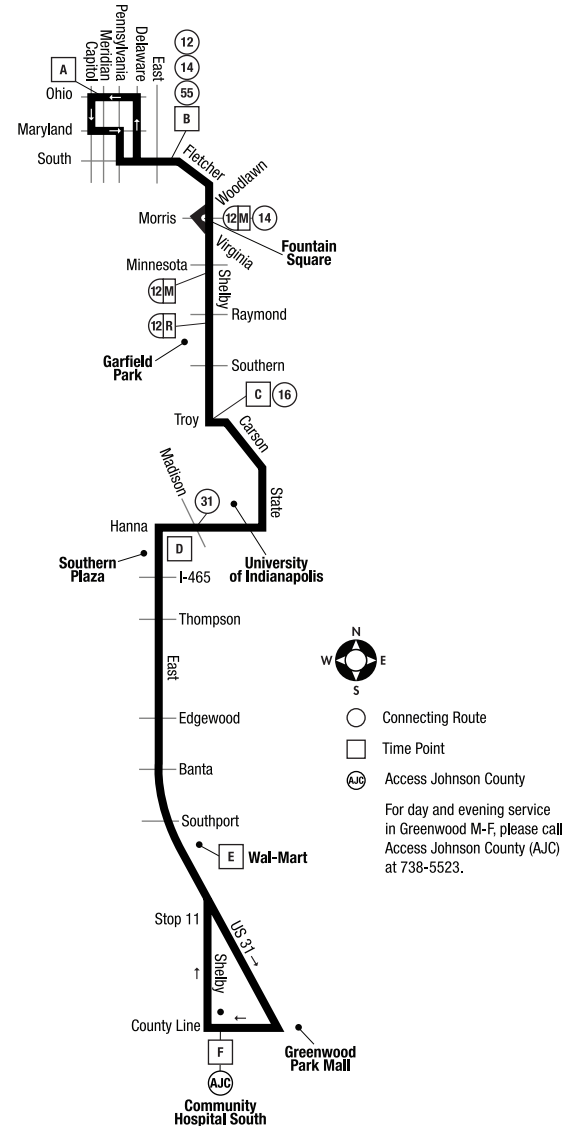 Capitol
Meridian
Pennsylvania
Delaware
East
12
14
55
A
B
Ohio
Maryland
South
Fletcher
Woodlawn
Morris
12 M
14
Virginia
Fountain
Square
Minnesota
Shelby
12 M
Raymond
12 R
Garfield
Park
Southern
C
16
Troy
Carson
Madison
31
State
Hanna
D
Southern
Plaza
University
of Indianapolis
I-465
Thompson
East
N
W
E
S
Edgewood
Connecting Route
Time Point
Banta
AJC
Access Johnson County
For day and evening service
in Greenwood M-F, please call
Access Johnson County (AJC)
at 738-5523.
Southport
E
Wal-Mart
Stop 11
US 31
Shelby
County Line
F
Greenwood
Park Mall
AJC
Community
Hospital South